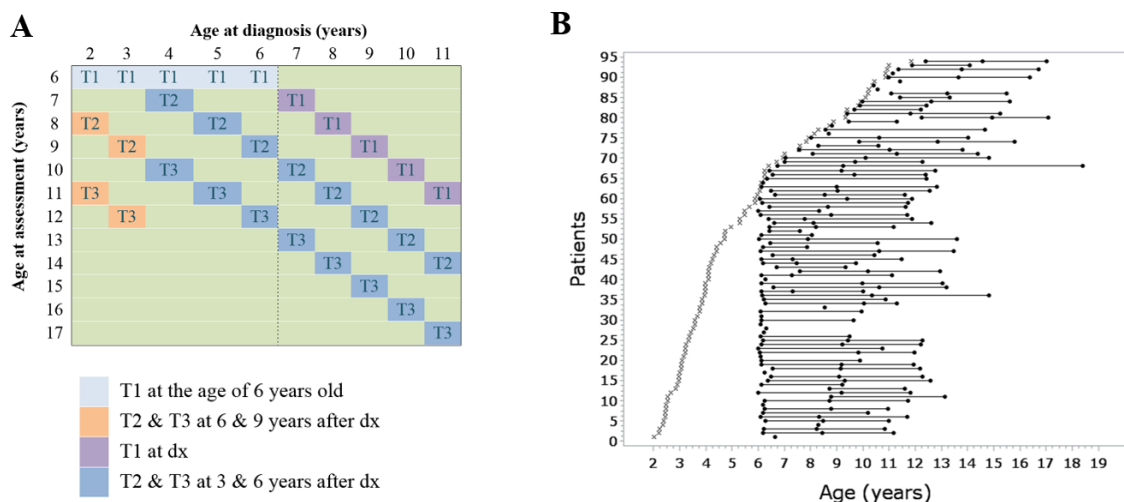 A
Age at diagnosis (years)
2 3 4 5 6 7 8 9 10 11
Age at assessment (years)
6 T1 T1 T1 T1 T1
7 T2 T1
8 T2 T2 T1
9 T2 T2 T1
10 T3 T2 T1
11 T3 T3 T2 T1
12 T3 T3 T2
13 T3 T2
14 T3 T2
15 T3
16 T3
17 T3
T1 at the age of 6 years old
T2 & T3 at 6 & 9 years after dx
T1 at dx
T2 & T3 at 3 & 6 years after dx
B
Patients
95
90
85
80
75
70
65
60
55
50
45
40
35
30
25
20
15
10
5
0
2 3 4 5 6 7 8 9 10 11 12 13 14 15 16 17 18 19
Age (years)